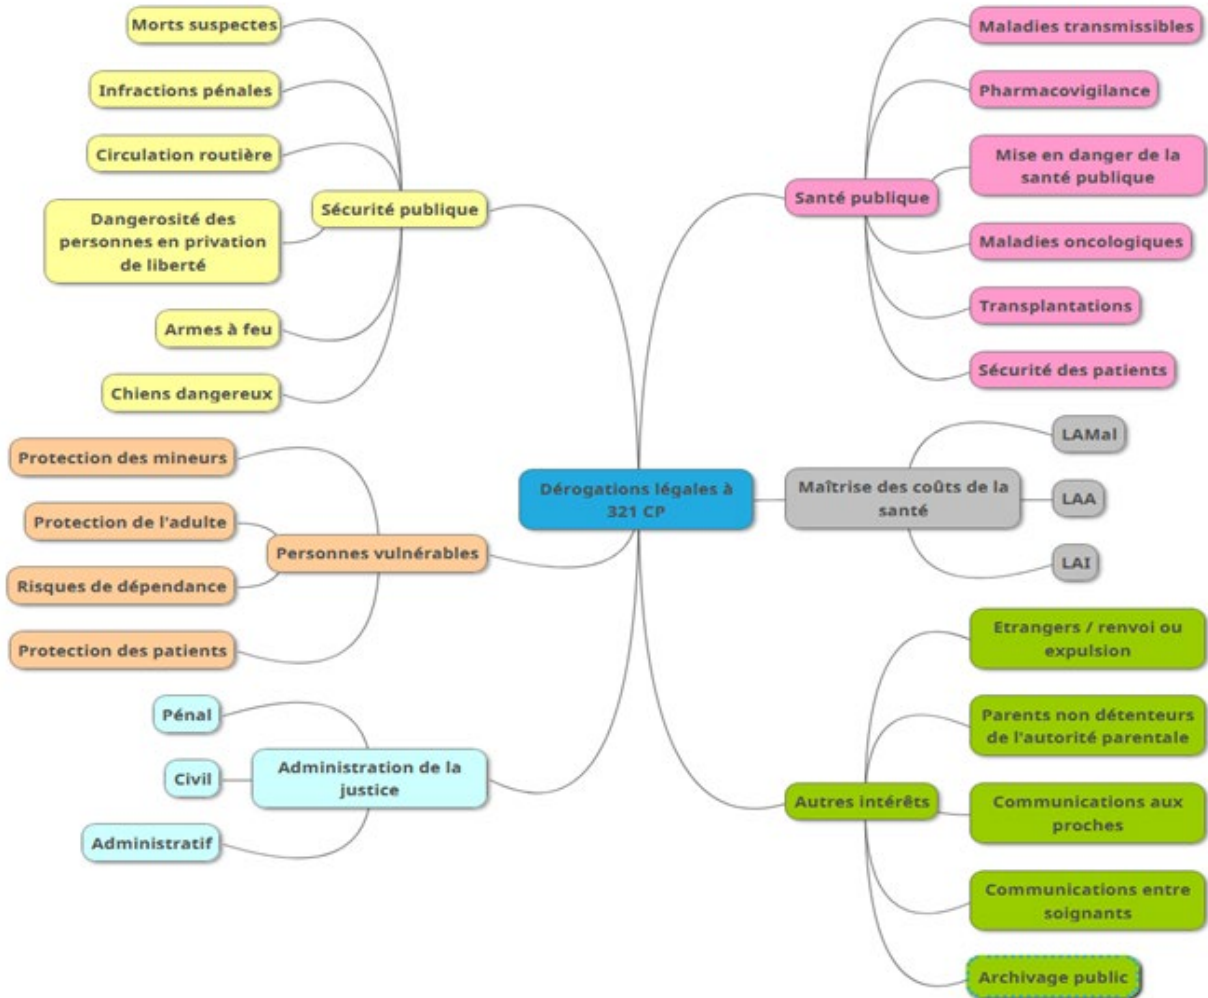 Morts suspectes
Infractions pénales
Circulation routière
Dangerosité des
personnes en privation
de liberté
Armes à feu
Chiens dangereux
Sécurité publique
Protection des mineurs
Protection de l'adulte
Risques de dépendance
Protection des patients
Personnes vulnérables
Pénal
Civil
Administratif
Administration de la
justice
Dérogations légales à
321 CP
Santé publique
Maladies transmissibles
Pharmacovigilance
Mise en danger de la
santé publique
Maladies oncologiques
Transplantations
Sécurité des patients
Maîtrise des coûts de la
santé
LAMal
LAA
LAI
Autres intérêts
Etrangers / renvoi ou
expulsion
Parents non détenteurs
de l'autorité parentale
Communications aux
proches
Communications entre
soignants
Archivage public